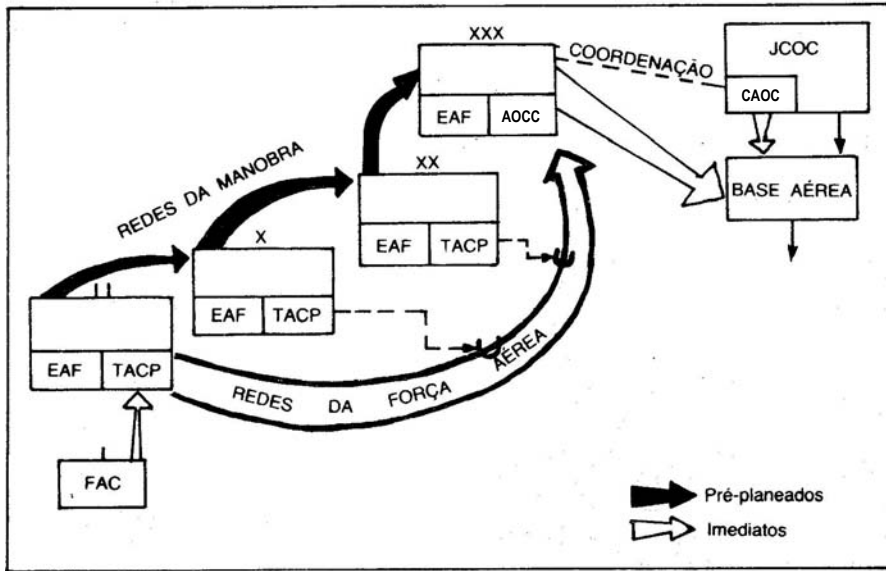 XXX
COORDENAÇÃO
JCOC
CAOC
EAF
AOCC
BASE AÉREA
XX
REDES DA MANOBRA
EAF
TACP
X
EAF
TACP
EAF
TACP
REDES DA FORÇA AÉREA
FAC
Pré-planeados
Imediatos